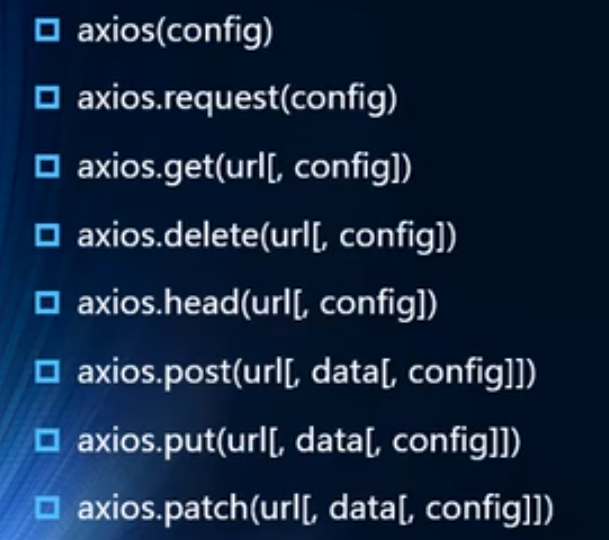 axios(config)
axios.request(config)
axios.get(url[, config])
axios.delete(url[, config])
axios.head(url[, config])
axios.post(url[, data[, config]])
axios.put(url[, data[, config]])
axios.patch(url[, data[, config]])